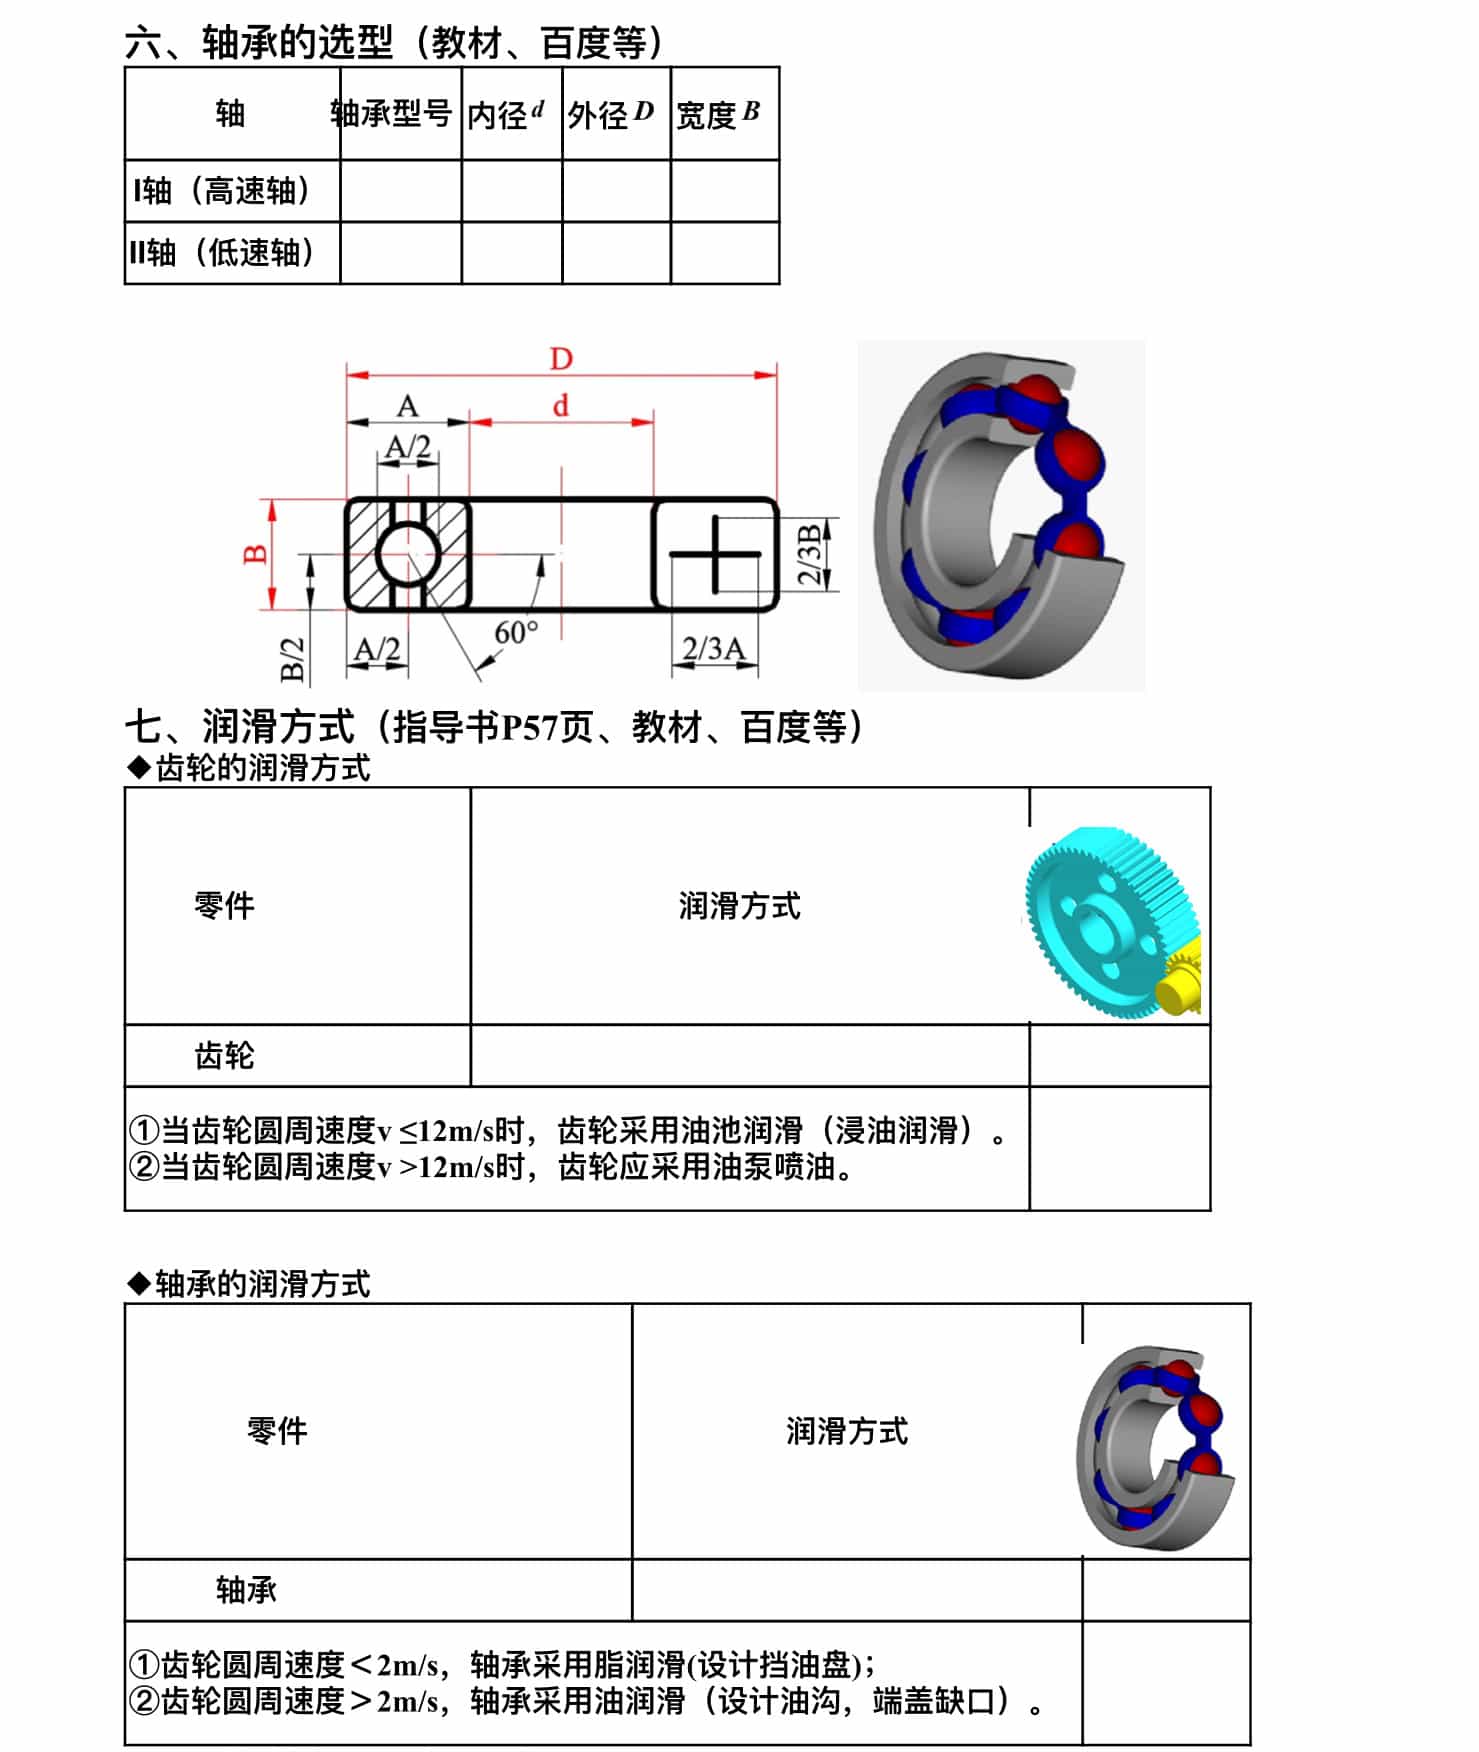 六、轴承的选型（教材、百度等）
轴 轴承型号 内径d 外径D 宽度B
I轴（高速轴）
II轴（低速轴）
D
A d
A/2
B
2/3B
60°
B/2
A/2
2/3A
七、润滑方式（指导书P57页、教材、百度等）
◆齿轮的润滑方式
零件 润滑方式
齿轮
①当齿轮圆周速度v ≤12m/s时，齿轮采用油池润滑（浸油润滑）。
②当齿轮圆周速度v >12m/s时，齿轮应采用油泵喷油。
◆轴承的润滑方式
零件 润滑方式
轴承
①齿轮圆周速度＜2m/s，轴承采用脂润滑(设计挡油盘)；
②齿轮圆周速度＞2m/s，轴承采用油润滑（设计油沟，端盖缺口）。